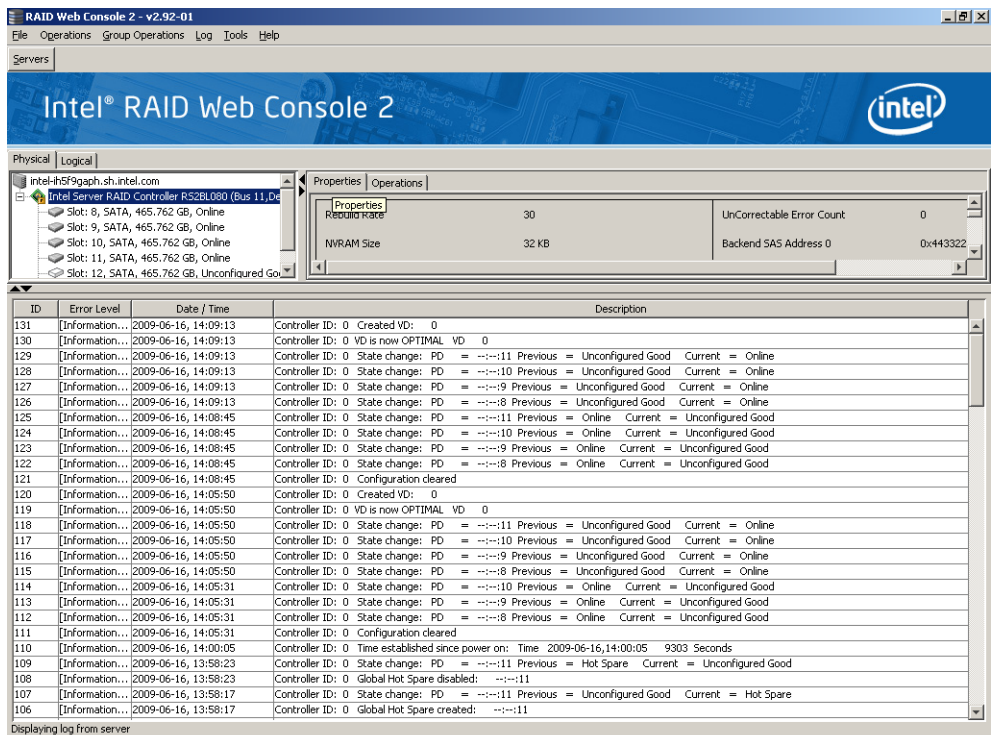 RAID Web Console 2 - v2.92-01
File Operations Group Operations Log Tools Help
Servers
Intel® RAID Web Console 2
intel
Physical Logical
intel-ih5f9gaph.sh.intel.com
Intel Server RAID Controller RS2BL080 (Bus 11,De
Slot: 8, SATA, 465.762 GB, Online
Slot: 9, SATA, 465.762 GB, Online
Slot: 10, SATA, 465.762 GB, Online
Slot: 11, SATA, 465.762 GB, Online
Slot: 12, SATA, 465.762 GB, Unconfigured Go
Properties Operations
Properties
Rebuild Rate 30 UnCorrectable Error Count 0
NVRAM Size 32 KB Backend SAS Address 0 0x443322
ID Error Level Date / Time Description
131 [Information... 2009-06-16, 14:09:13 Controller ID: 0 Created VD: 0
130 [Information... 2009-06-16, 14:09:13 Controller ID: 0 VD is now OPTIMAL VD 0
129 [Information... 2009-06-16, 14:09:13 Controller ID: 0 State change: PD = --:--:11 Previous = Unconfigured Good Current = Online
128 [Information... 2009-06-16, 14:09:13 Controller ID: 0 State change: PD = --:--:10 Previous = Unconfigured Good Current = Online
127 [Information... 2009-06-16, 14:09:13 Controller ID: 0 State change: PD = --:--:9 Previous = Unconfigured Good Current = Online
126 [Information... 2009-06-16, 14:09:13 Controller ID: 0 State change: PD = --:--:8 Previous = Unconfigured Good Current = Online
125 [Information... 2009-06-16, 14:08:45 Controller ID: 0 State change: PD = --:--:11 Previous = Online Current = Unconfigured Good
124 [Information... 2009-06-16, 14:08:45 Controller ID: 0 State change: PD = --:--:10 Previous = Online Current = Unconfigured Good
123 [Information... 2009-06-16, 14:08:45 Controller ID: 0 State change: PD = --:--:9 Previous = Online Current = Unconfigured Good
122 [Information... 2009-06-16, 14:08:45 Controller ID: 0 State change: PD = --:--:8 Previous = Online Current = Unconfigured Good
121 [Information... 2009-06-16, 14:08:45 Controller ID: 0 Configuration cleared
120 [Information... 2009-06-16, 14:05:50 Controller ID: 0 Created VD: 0
119 [Information... 2009-06-16, 14:05:50 Controller ID: 0 VD is now OPTIMAL VD 0
118 [Information... 2009-06-16, 14:05:50 Controller ID: 0 State change: PD = --:--:11 Previous = Unconfigured Good Current = Online
117 [Information... 2009-06-16, 14:05:50 Controller ID: 0 State change: PD = --:--:10 Previous = Unconfigured Good Current = Online
116 [Information... 2009-06-16, 14:05:50 Controller ID: 0 State change: PD = --:--:9 Previous = Unconfigured Good Current = Online
115 [Information... 2009-06-16, 14:05:50 Controller ID: 0 State change: PD = --:--:8 Previous = Unconfigured Good Current = Online
114 [Information... 2009-06-16, 14:05:31 Controller ID: 0 State change: PD = --:--:10 Previous = Online Current = Unconfigured Good
113 [Information... 2009-06-16, 14:05:31 Controller ID: 0 State change: PD = --:--:9 Previous = Online Current = Unconfigured Good
112 [Information... 2009-06-16, 14:05:31 Controller ID: 0 State change: PD = --:--:8 Previous = Online Current = Unconfigured Good
111 [Information... 2009-06-16, 14:05:31 Controller ID: 0 Configuration cleared
110 [Information... 2009-06-16, 14:00:05 Controller ID: 0 Time established since power on: Time 2009-06-16,14:00:05 9303 Seconds
109 [Information... 2009-06-16, 13:58:23 Controller ID: 0 State change: PD = --:--:11 Previous = Hot Spare Current = Unconfigured Good
108 [Information... 2009-06-16, 13:58:23 Controller ID: 0 Global Hot Spare disabled: --:--:11
107 [Information... 2009-06-16, 13:58:17 Controller ID: 0 State change: PD = --:--:11 Previous = Unconfigured Good Current = Hot Spare
106 [Information... 2009-06-16, 13:58:17 Controller ID: 0 Global Hot Spare created: --:--:11
Displaying log from server